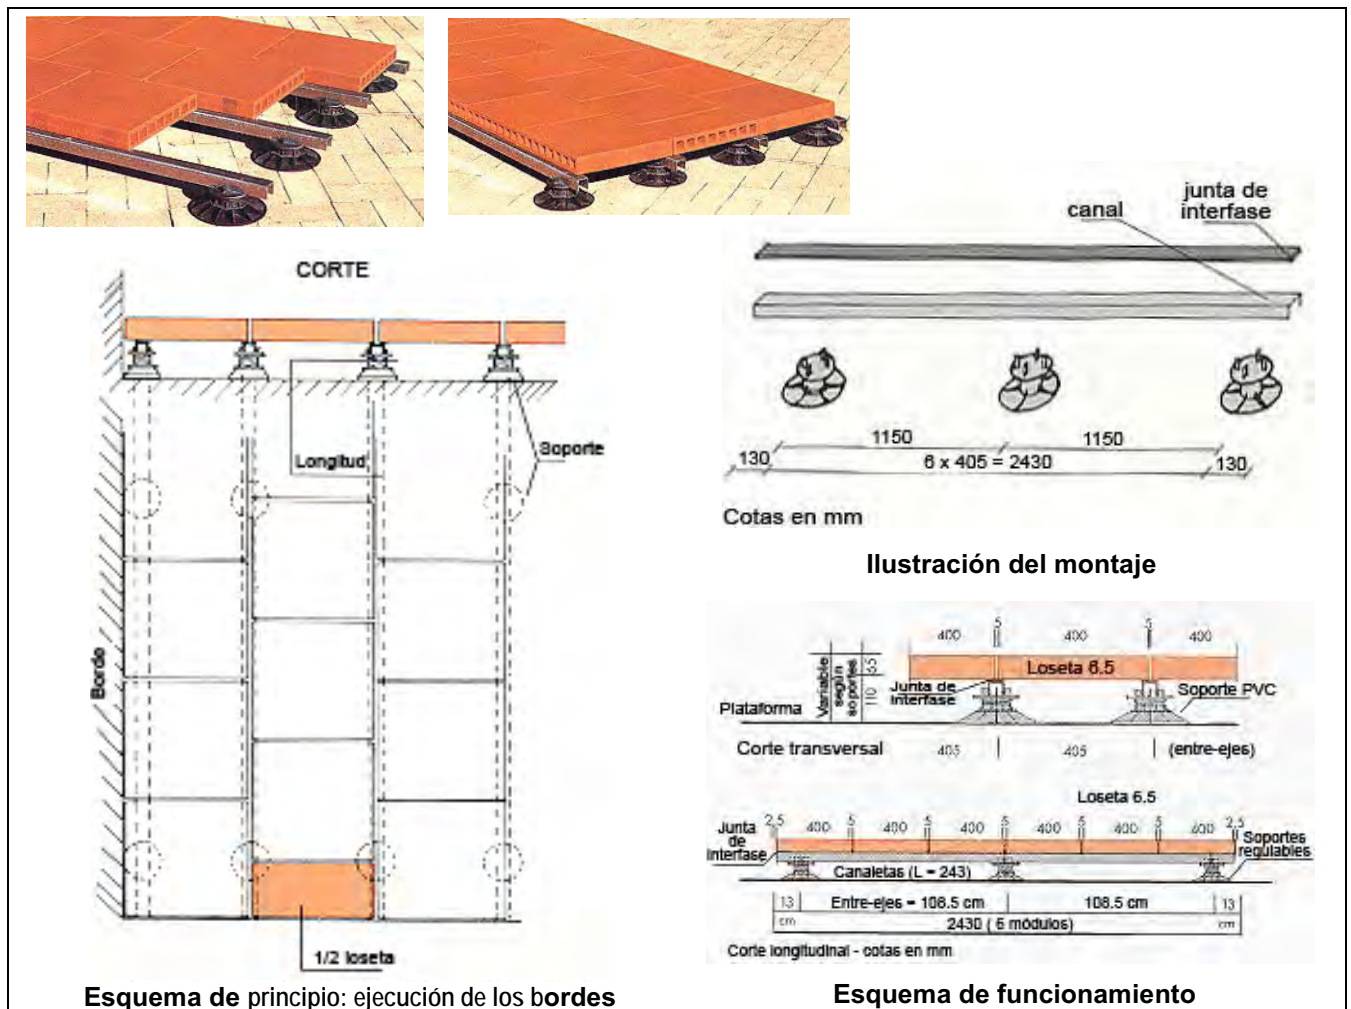 CORTE
Longitud
Soporte
Borde
1/2 loseta
Esquema de principio: ejecución de los bordes
junta de
interfase
canal
1150 1150
130 6 x 405 = 2430 130
Cotas en mm
Ilustración del montaje
400 5 400 5 400
Loseta 6.5
Variable
según
soportes
65
110
Junta de
interfase
Soporte PVC
Plataforma
Corte transversal 405 405 (entre-ejes)
Loseta 6.5
2,5 400 5 400 5 400 5 400 5 400 5 400 2,5
Junta
de
interfase
Soportes
regulables
Canaletas (L = 243)
13 Entre-ejes = 108.5 cm 108.5 cm 13
cm 2430 ( 6 módulos) cm
Corte longitudinal - cotas en mm
Esquema de funcionamiento